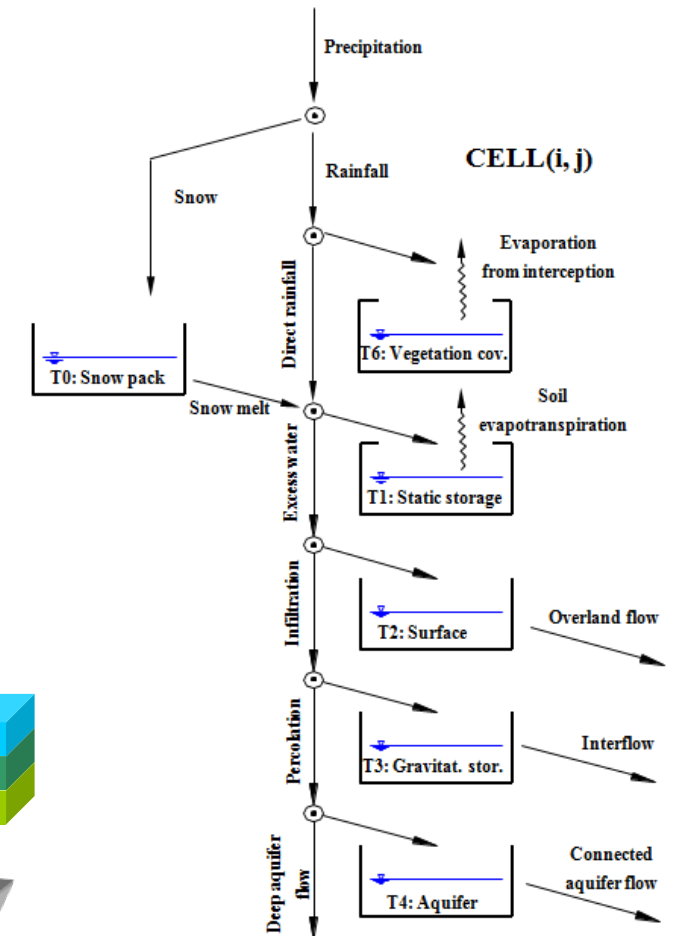 Precipitation
CELL(i, j)
Rainfall
Snow
Evaporation
from interception
Direct rainfall
T6: Vegetation cov.
T0: Snow pack
Snow melt
Soil
evapotranspiration
Excess water
T1: Static storage
Infiltration
T2: Surface
Overland flow
Percolation
T3: Gravitat. stor.
Interflow
Deep aquifer
flow
T4: Aquifer
Connected
aquifer flow